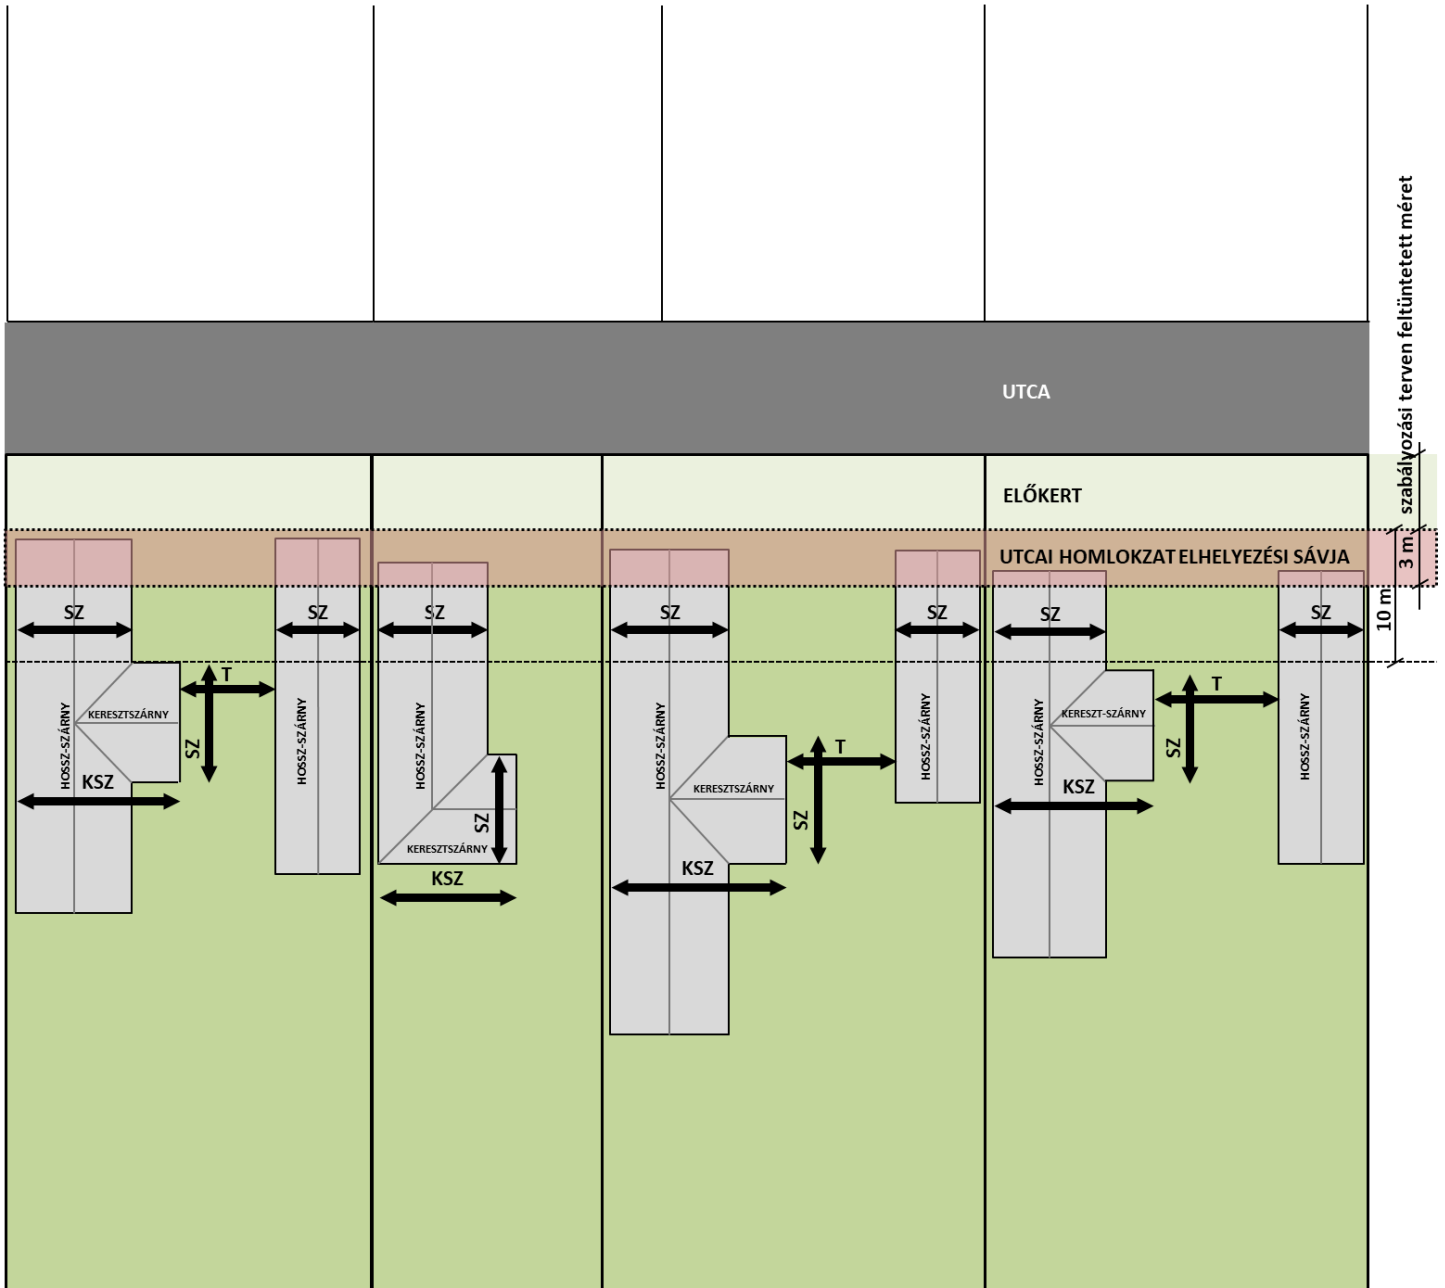 szabályozási terven feltüntetett méret
UTCA
ELŐKERT
UTCAI HOMLOKZAT ELHELYEZÉSI SÁVJA
3 m
10 m
SZ
SZ
SZ
SZ
SZ
SZ
SZ
HOSSZ-SZÁRNY
KERESZTSZÁRNY
SZ
T
KSZ
HOSSZ-SZÁRNY
HOSSZ-SZÁRNY
SZ
KERESZTSZÁRNY
KSZ
HOSSZ-SZÁRNY
KERESZTSZÁRNY
SZ
T
KSZ
HOSSZ-SZÁRNY
HOSSZ-SZÁRNY
KERESZT-SZÁRNY
SZ
T
KSZ
HOSSZ-SZÁRNY